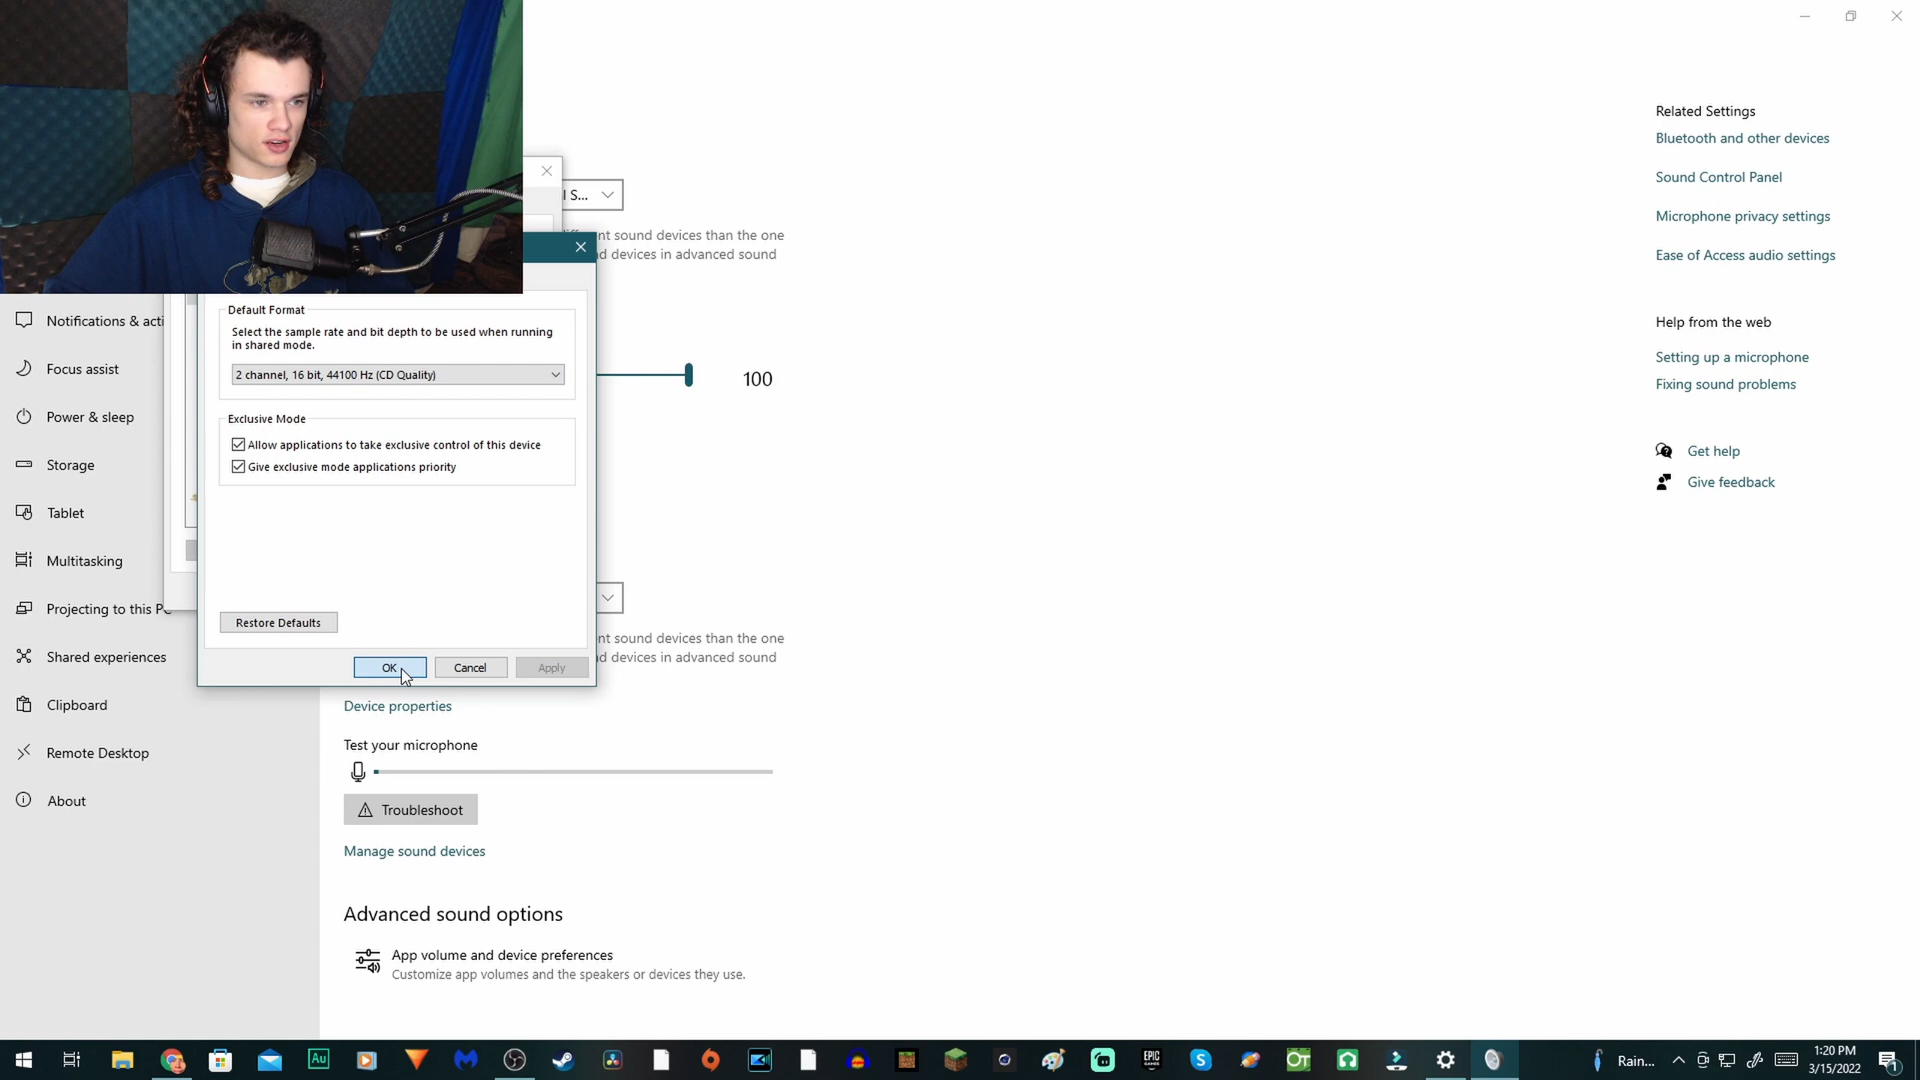 Related Settings
Bluetooth and other devices
Sound Control Panel
Microphone privacy settings
Ease of Access audio settings
Help from the web
Setting up a microphone
Fixing sound problems
Get help
Give feedback
l S...
sound devices than the one
devices in advanced sound
100
Notifications & acti
Focus assist
Power & sleep
Storage
Tablet
Multitasking
Projecting to this PC
Shared experiences
Clipboard
Remote Desktop
About
Default Format
Select the sample rate and bit depth to be used when running
in shared mode.
2 channel, 16 bit, 44100 Hz (CD Quality)
Exclusive Mode
Allow applications to take exclusive control of this device
Give exclusive mode applications priority
Restore Defaults
OK
Cancel
Apply
nt sound devices than the one
d devices in advanced sound
Device properties
Test your microphone
Troubleshoot
Manage sound devices
Advanced sound options
App volume and device preferences
Customize app volumes and the speakers or devices they use.
Au
EPIC
GAMES
OT
Rain...
1:20 PM
3/15/2022
1